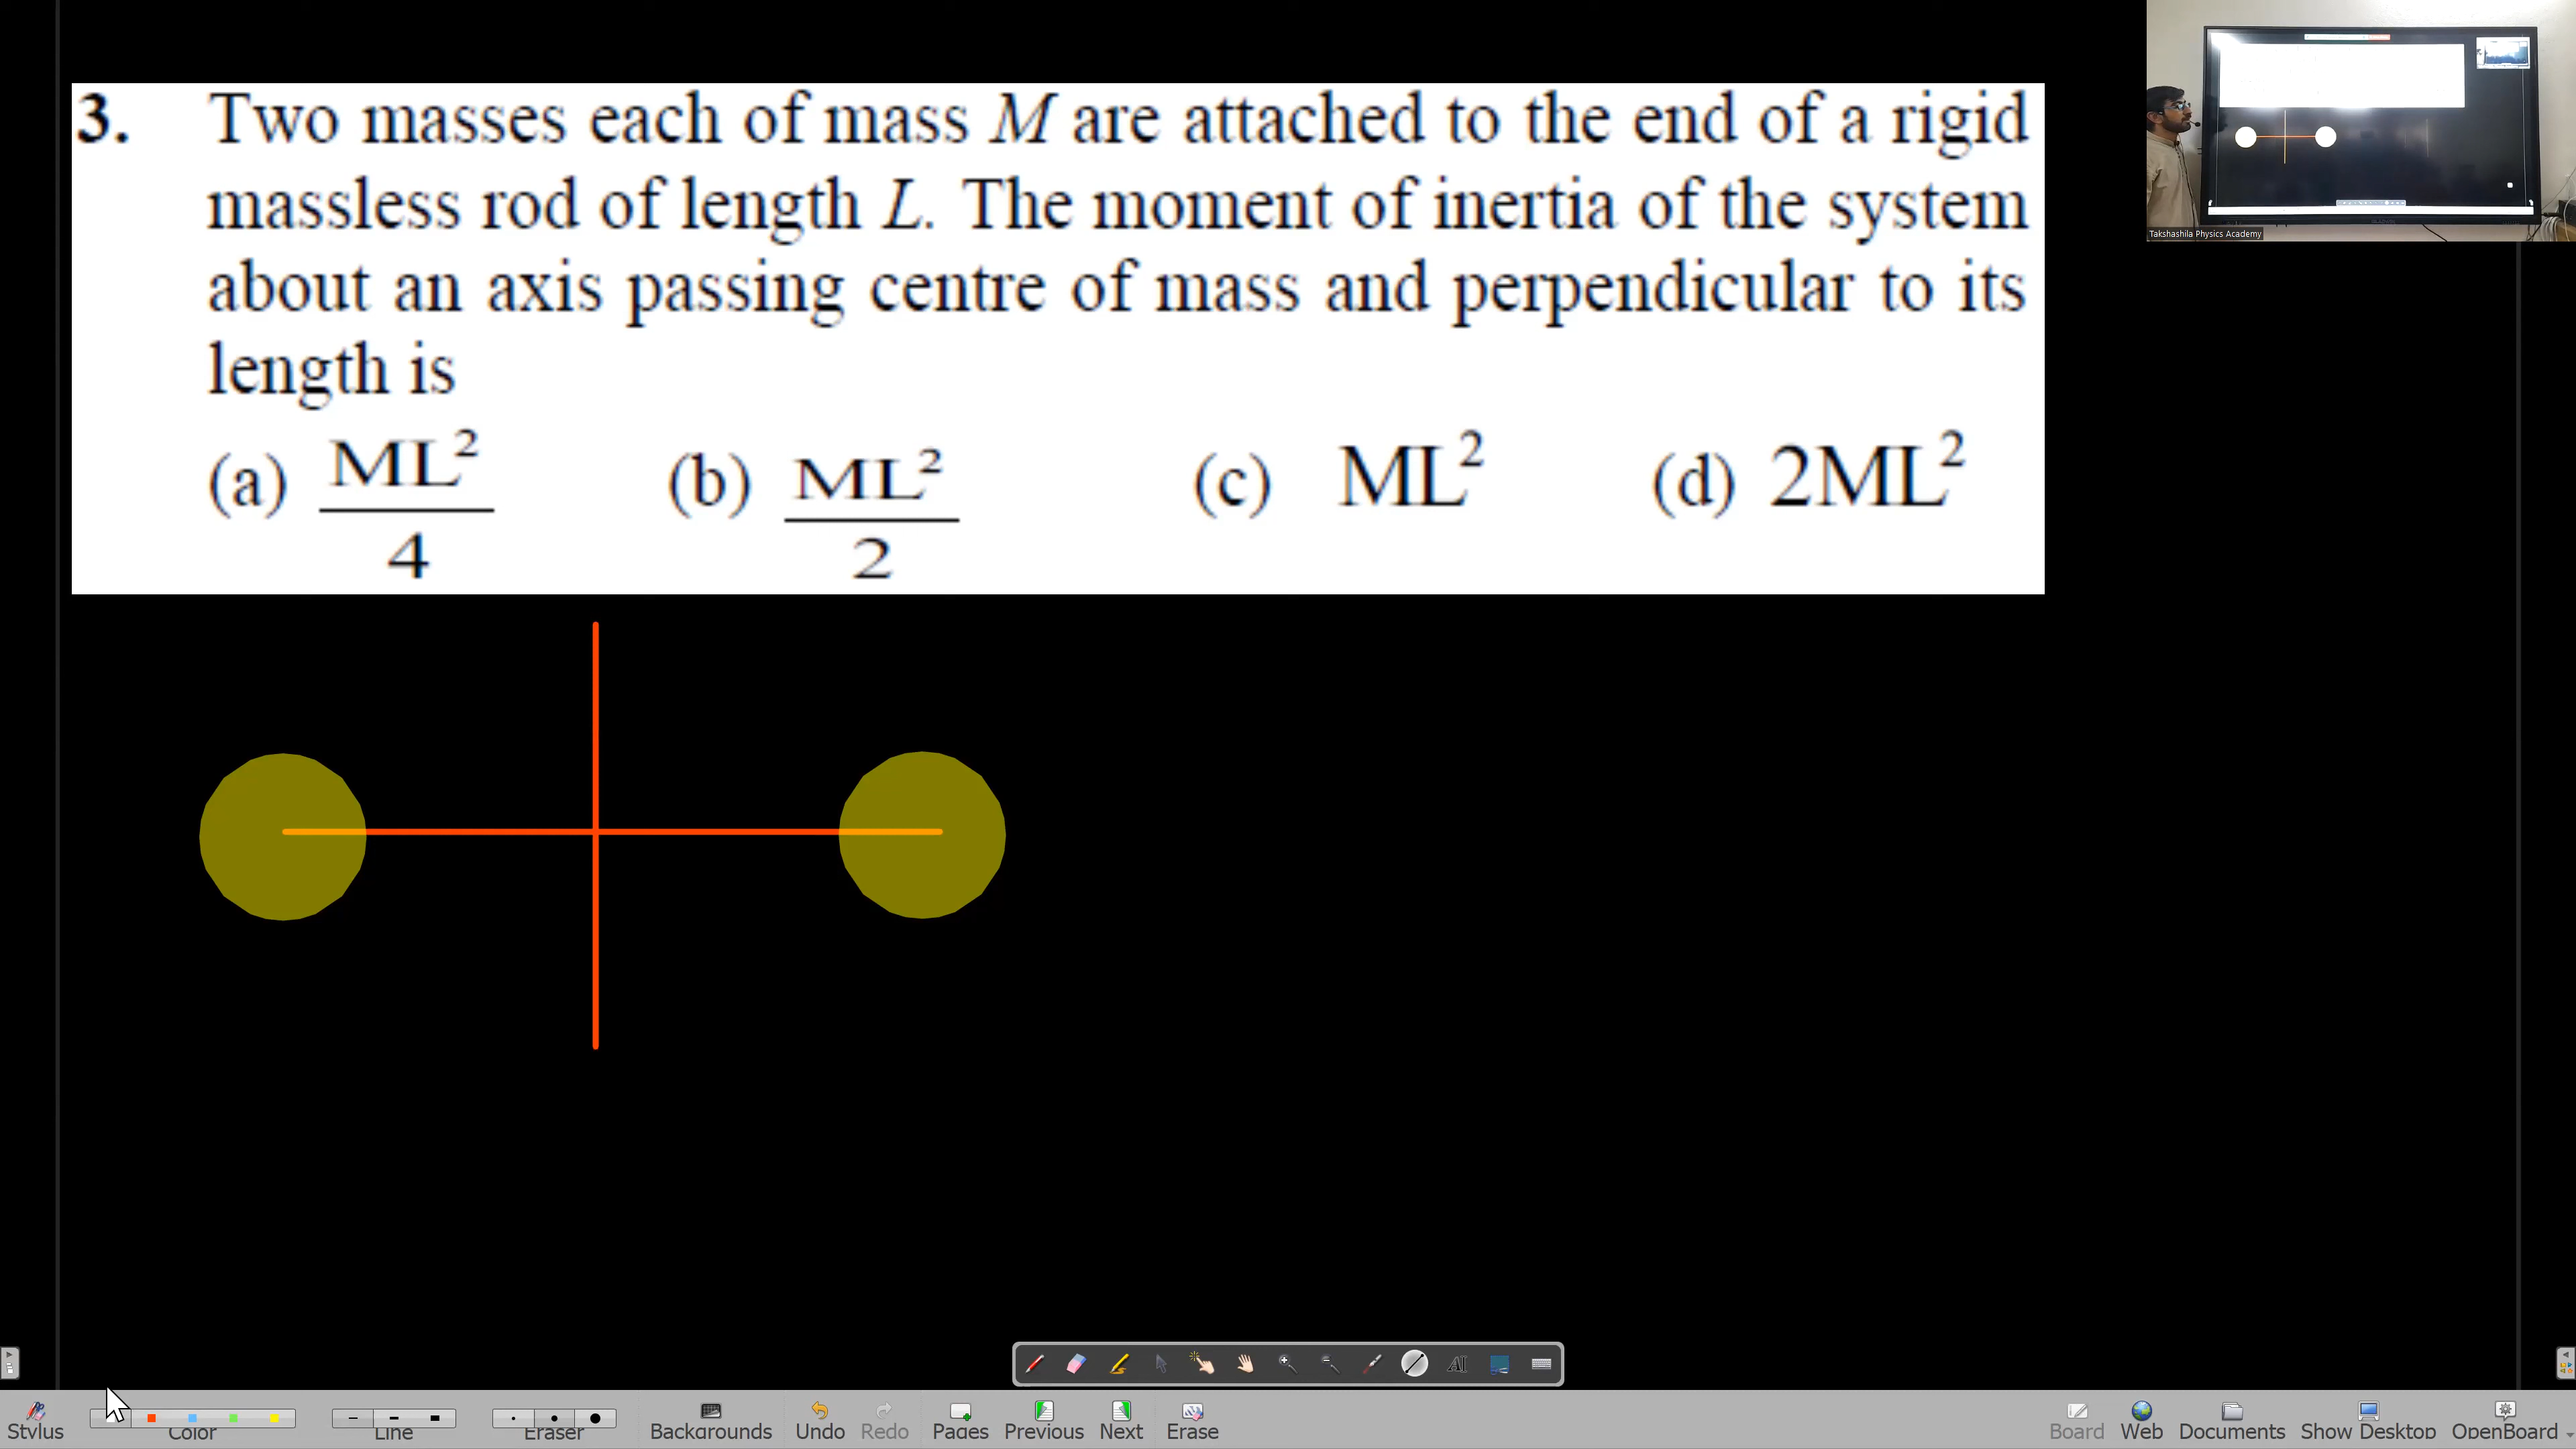 3. Two masses each of mass M are attached to the end of a rigid
massless rod of length L. The moment of inertia of the system
about an axis passing centre of mass and perpendicular to its
length is
(a) ML²/4 (b) ML²/2 (c) ML² (d) 2ML²
Takshashila Physics Academy
Stylus Color Line Eraser Backgrounds Undo Redo Pages Previous Next Erase Board Web Documents Show Desktop OpenBoard